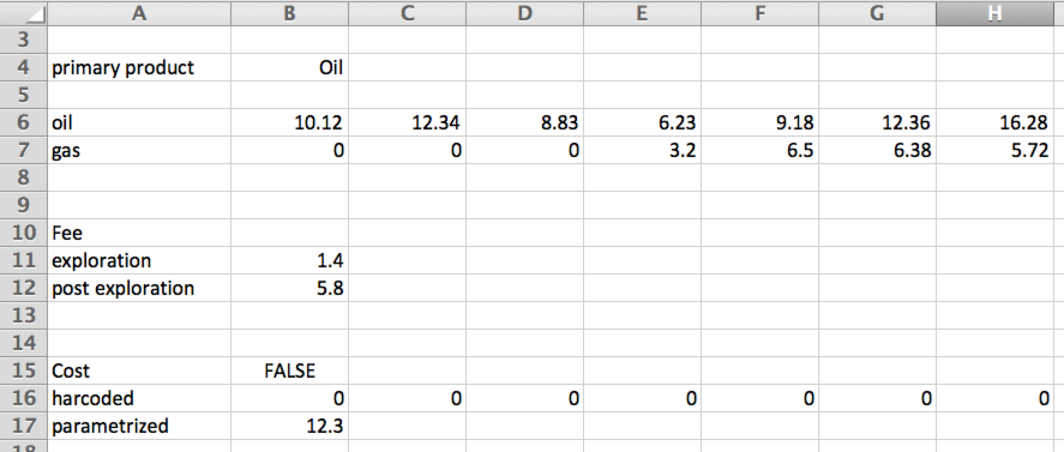 A B C D E F G H
3
4 primary product Oil
5
6 oil 10.12 12.34 8.83 6.23 9.18 12.36 16.28
7 gas 0 0 0 3.2 6.5 6.38 5.72
8
9
10 Fee
11 exploration 1.4
12 post exploration 5.8
13
14
15 Cost FALSE
16 harcoded 0 0 0 0 0 0 0
17 parametrized 12.3
18